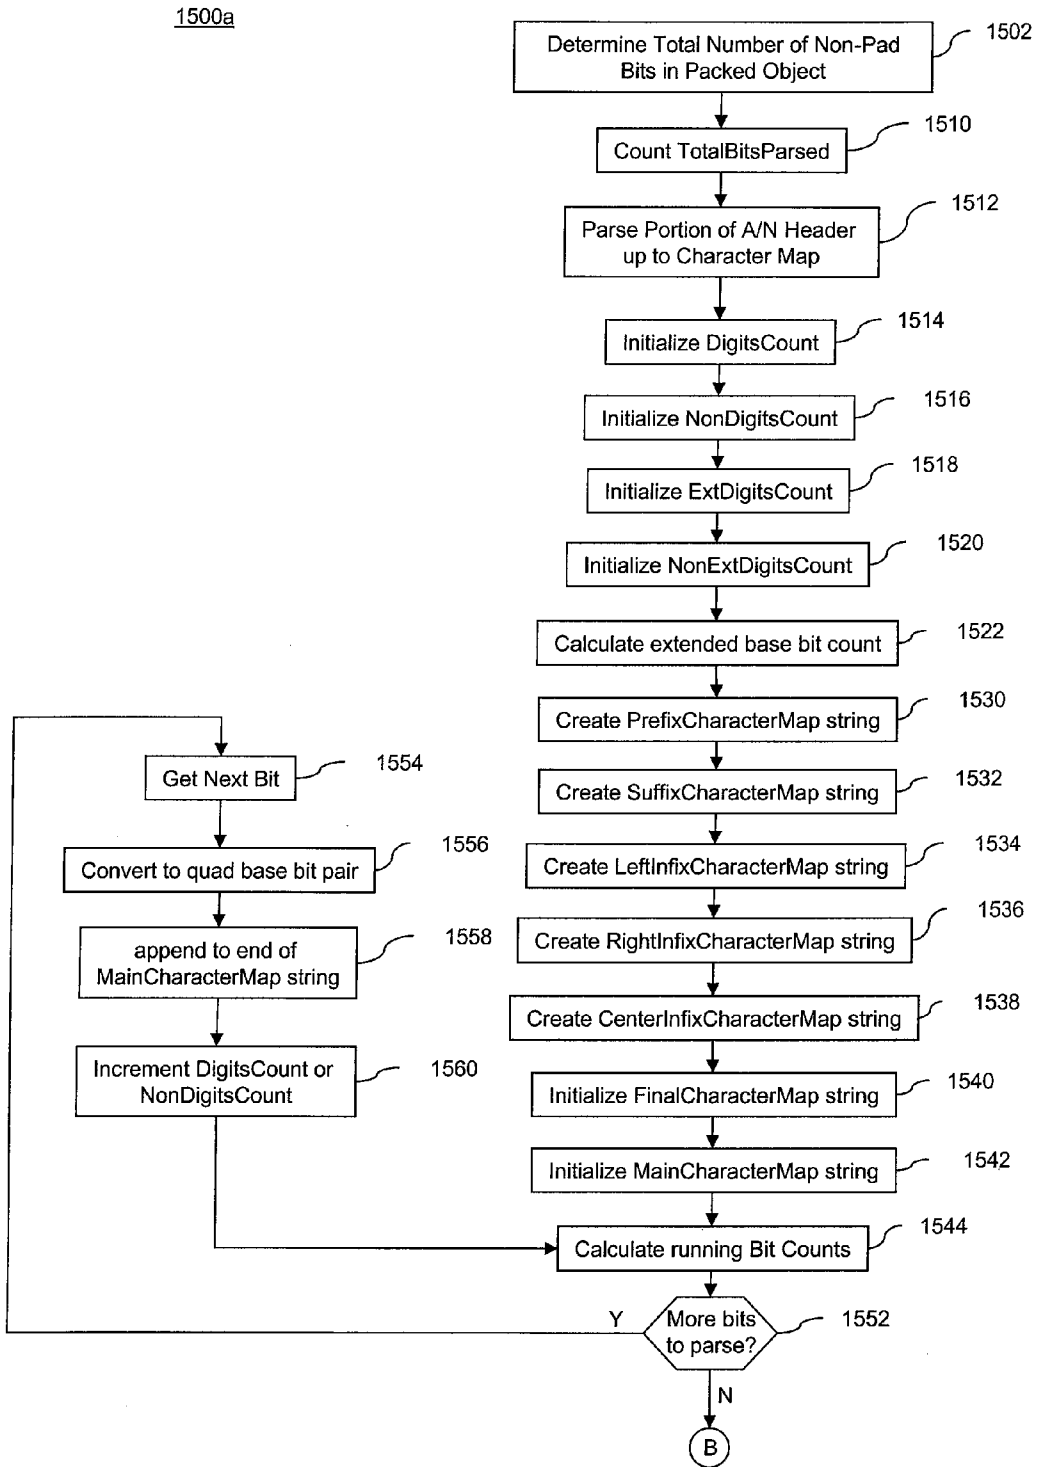 1500a
Determine Total Number of Non-Pad
Bits in Packed Object
1502
Count TotalBitsParsed
1510
Parse Portion of A/N Header
up to Character Map
1512
Initialize DigitsCount
1514
Initialize NonDigitsCount
1516
Initialize ExtDigitsCount
1518
Initialize NonExtDigitsCount
1520
Calculate extended base bit count
1522
Create PrefixCharacterMap string
1530
Create SuffixCharacterMap string
1532
Create LeftInfixCharacterMap string
1534
Create RightInfixCharacterMap string
1536
Create CenterInfixCharacterMap string
1538
Initialize FinalCharacterMap string
1540
Initialize MainCharacterMap string
1542
Calculate running Bit Counts
1544
More bits
to parse?
1552
Y
N
B
Get Next Bit
1554
Convert to quad base bit pair
1556
append to end of
MainCharacterMap string
1558
Increment DigitsCount or
NonDigitsCount
1560